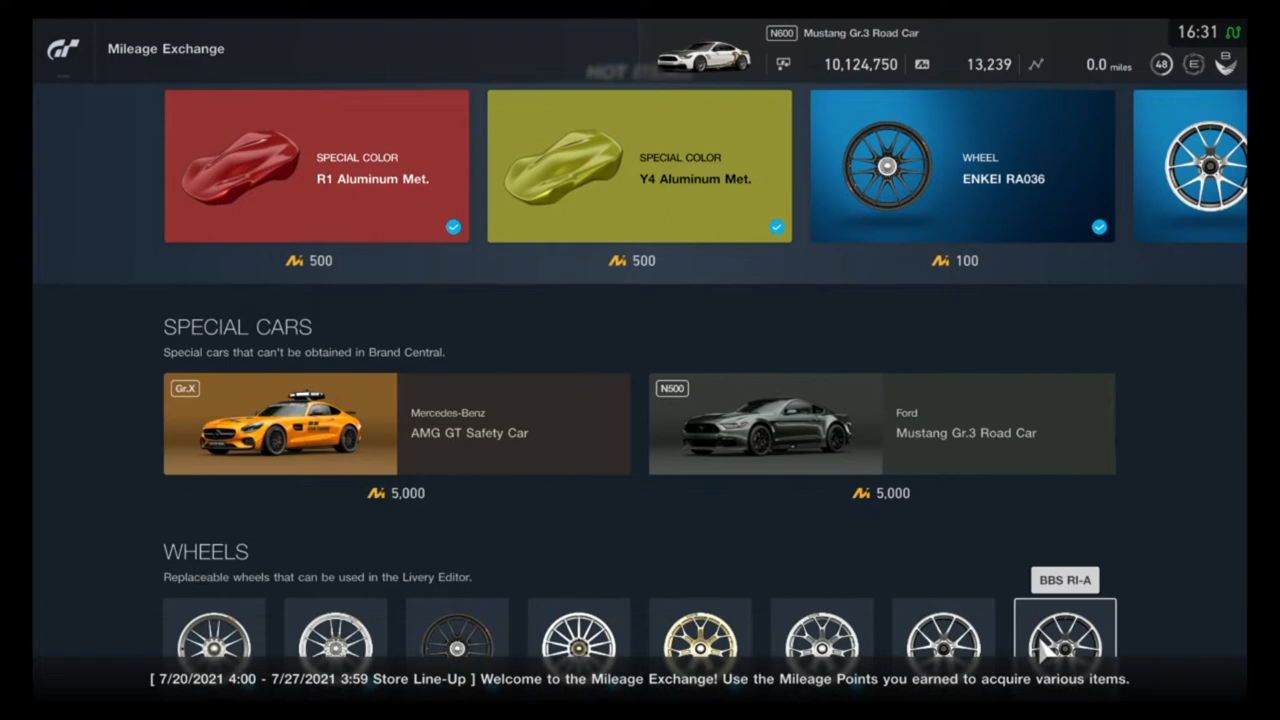 GT
Mileage Exchange
N600 Mustang Gr.3 Road Car
16:31
10,124,750
13,239
0.0 miles
48
E
B
SPECIAL COLOR
R1 Aluminum Met.
500
SPECIAL COLOR
Y4 Aluminum Met.
500
WHEEL
ENKEI RA036
100
SPECIAL CARS
Special cars that can't be obtained in Brand Central.
Gr.X
Mercedes-Benz
AMG GT Safety Car
5,000
N500
Ford
Mustang Gr.3 Road Car
5,000
WHEELS
Replaceable wheels that can be used in the Livery Editor.
BBS RI-A
[ 7/20/2021 4:00 - 7/27/2021 3:59 Store Line-Up ] Welcome to the Mileage Exchange! Use the Mileage Points you earned to acquire various items.